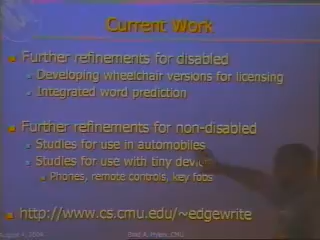 Current Work
Further refinements for disabled
Developing wheelchair versions for licensing
Integrated word prediction
Further refinements for non-disabled
Studies for use in automobiles
Studies for use with tiny devices
Phones, remote controls, key fobs
http://www.cs.cmu.edu/~edgewrite
August 4, 2004
Brad A. Myers, CMU